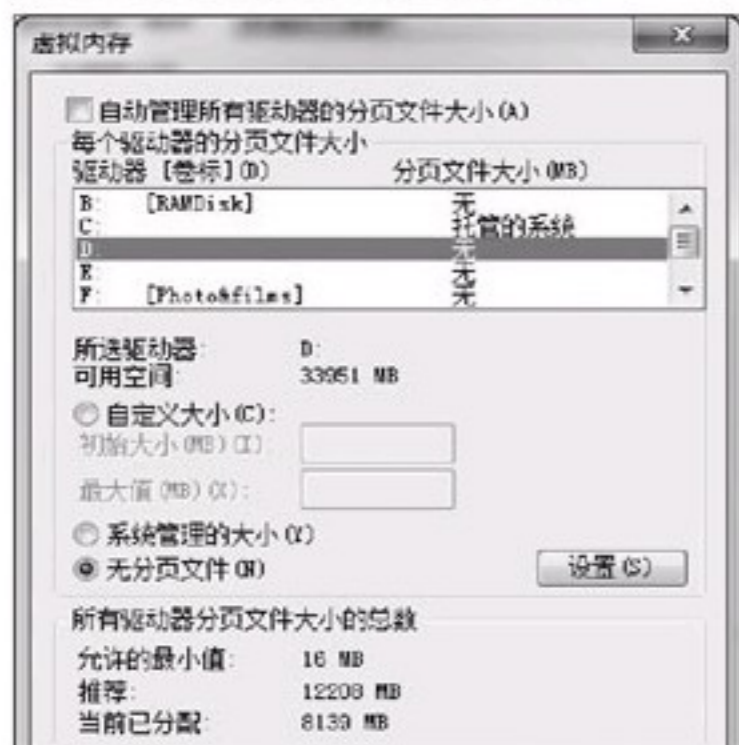 虚拟内存
自动管理所有驱动器的分页文件大小(A)
每个驱动器的分页文件大小
驱动器 [卷标](D) 分页文件大小(MB)
B: [RAMDisk] 无
C: 托管的系统
D: 无
E: 无
F: [Photo&films] 无
所选驱动器: D:
可用空间: 33951 MB
自定义大小(C):
初始大小(MB)(I):
最大值(MB)(X):
系统管理的大小(Y)
无分页文件(N) 设置(S)
所有驱动器分页文件大小的总数
允许的最小值: 16 MB
推荐: 12208 MB
当前已分配: 8139 MB